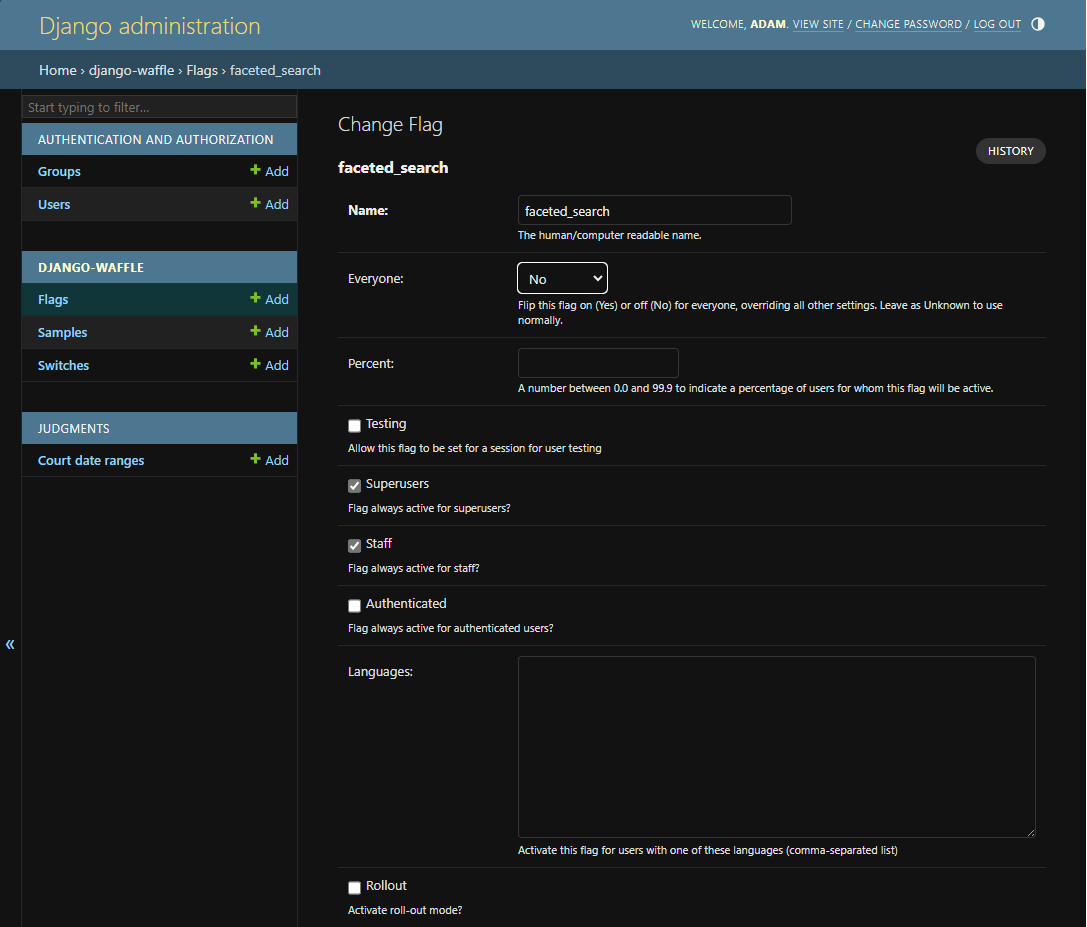 Django administration
WELCOME, ADAM. VIEW SITE / CHANGE PASSWORD / LOG OUT
Home › django-waffle › Flags › faceted_search
Start typing to filter...
AUTHENTICATION AND AUTHORIZATION
Groups + Add
Users + Add
DJANGO-WAFFLE
Flags + Add
Samples + Add
Switches + Add
JUDGMENTS
Court date ranges + Add
«
Change Flag
HISTORY
faceted_search
Name: faceted_search
The human/computer readable name.
Everyone: No
Flip this flag on (Yes) or off (No) for everyone, overriding all other settings. Leave as Unknown to use
normally.
Percent:
A number between 0.0 and 99.9 to indicate a percentage of users for whom this flag will be active.
Testing
Allow this flag to be set for a session for user testing
Superusers
Flag always active for superusers?
Staff
Flag always active for staff?
Authenticated
Flag always active for authenticated users?
Languages:
Activate this flag for users with one of these languages (comma-separated list)
Rollout
Activate roll-out mode?